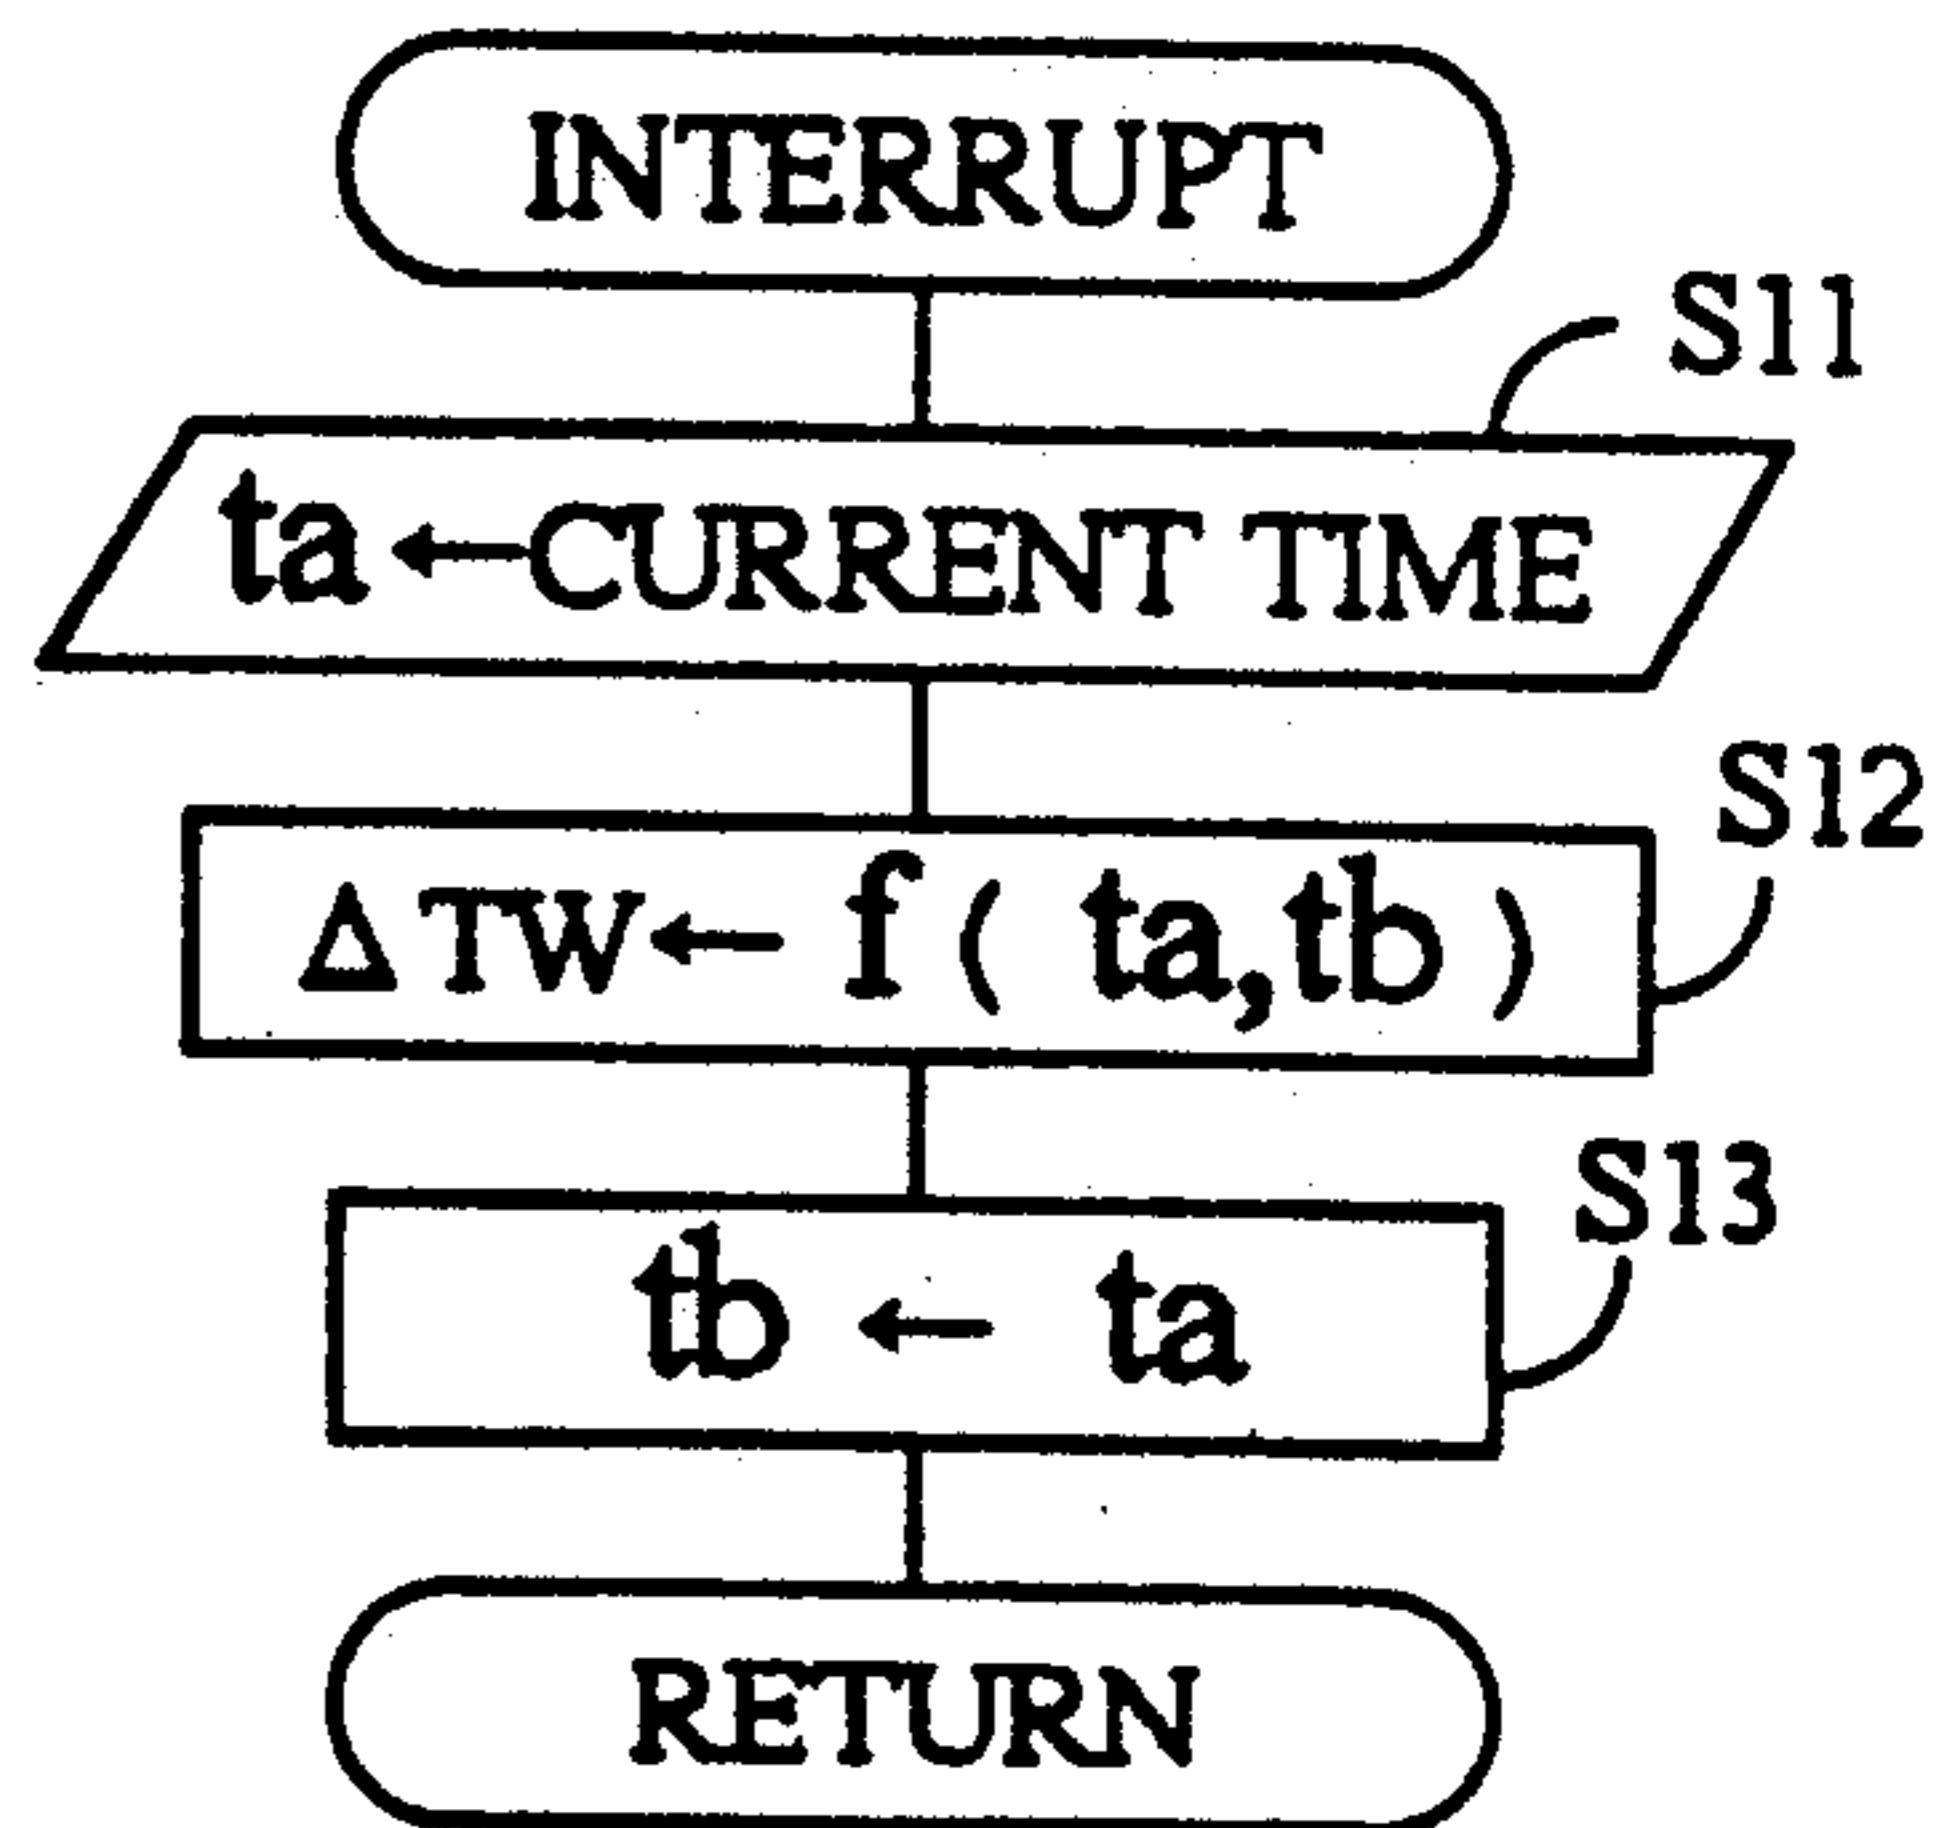 INTERRUPT
S11
ta←CURRENT TIME
S12
ΔTW← f ( ta,tb )
S13
tb ← ta
RETURN